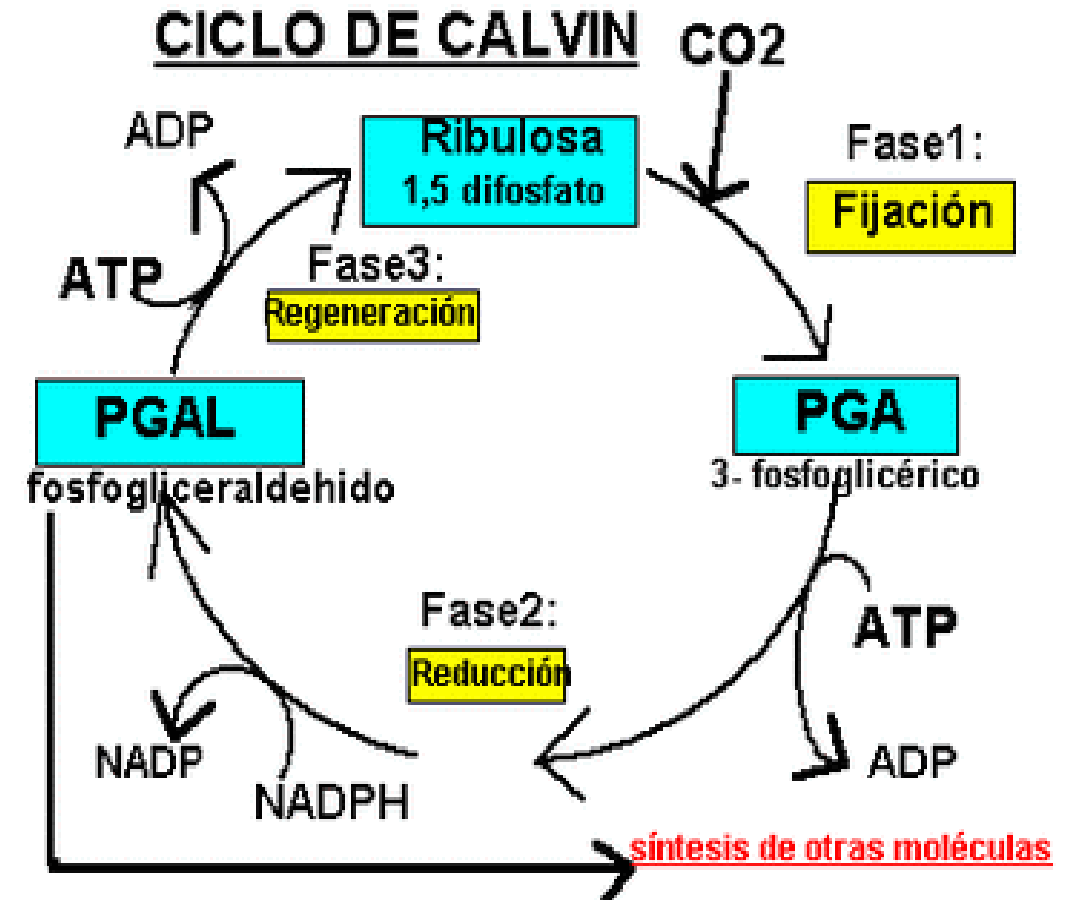 CICLO DE CALVIN
CO2
ADP
Ribulosa
1,5 difosfato
Fase1:
Fijación
ATP
Fase3:
Regeneración
PGAL
fosfogliceraldehido
PGA
3- fosfoglicérico
Fase2:
Reducción
ATP
NADP
NADPH
ADP
síntesis de otras moléculas